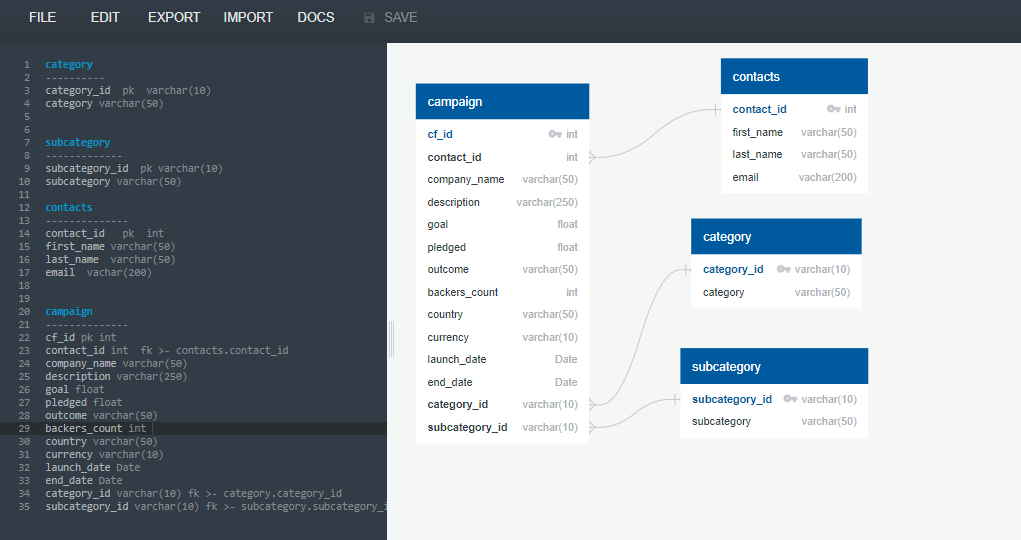 FILE EDIT EXPORT IMPORT DOCS SAVE
1 category
2 ----------
3 category_id  pk  varchar(10)
4 category varchar(50)
5
6
7 subcategory
8 -------------
9 subcategory_id  pk varchar(10)
10 subcategory varchar(50)
11
12 contacts
13 --------------
14 contact_id   pk  int
15 first_name varchar(50)
16 last_name  varchar(50)
17 email  vachar(200)
18
19
20 campaign
21 --------------
22 cf_id pk int
23 contact_id int  fk >- contacts.contact_id
24 company_name varchar(50)
25 description varchar(250)
26 goal float
27 pledged float
28 outcome varchar(50)
29 backers_count int
30 country varchar(50)
31 currency varchar(10)
32 launch_date Date
33 end_date Date
34 category_id varchar(10) fk >- category.category_id
35 subcategory_id varchar(10) fk >- subcategory.subcategory_i
campaign
cf_id int
contact_id int
company_name varchar(50)
description varchar(250)
goal float
pledged float
outcome varchar(50)
backers_count int
country varchar(50)
currency varchar(10)
launch_date Date
end_date Date
category_id varchar(10)
subcategory_id varchar(10)
contacts
contact_id int
first_name varchar(50)
last_name varchar(50)
email vachar(200)
category
category_id varchar(10)
category varchar(50)
subcategory
subcategory_id varchar(10)
subcategory varchar(50)